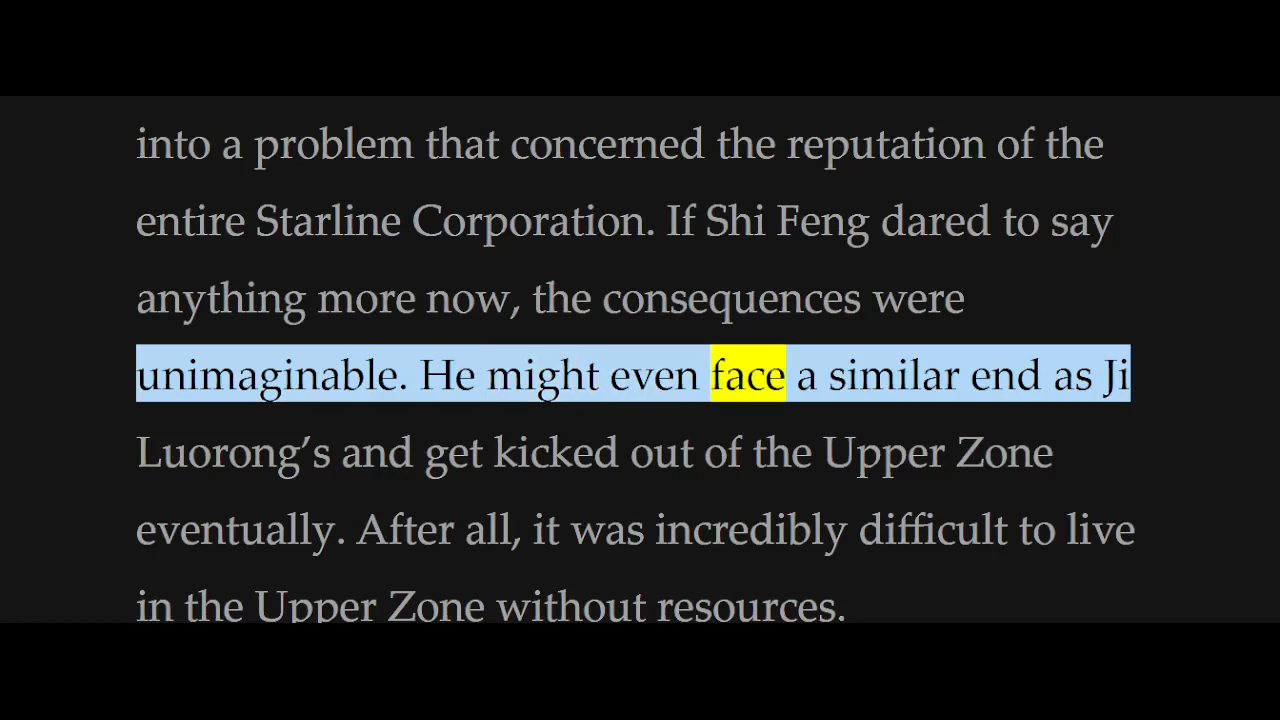 into a problem that concerned the reputation of the
entire Starline Corporation. If Shi Feng dared to say
anything more now, the consequences were
unimaginable. He might even face a similar end as Ji
Luorong’s and get kicked out of the Upper Zone
eventually. After all, it was incredibly difficult to live
in the Upper Zone without resources.